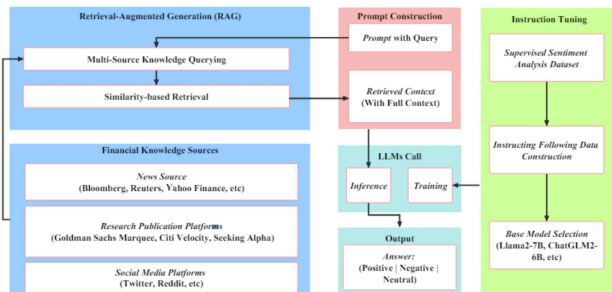 Retrieval-Augmented Generation (RAG)
Multi-Source Knowledge Querying
Similarity-based Retrieval
Financial Knowledge Sources
News Source
(Bloomberg, Reuters, Yahoo Finance, etc)
Research Publication Platforms
(Goldman Sachs Marquee, Citi Velocity, Seeking Alpha)
Social Media Platforms
(Twitter, Reddit, etc)
Prompt Construction
Prompt with Query
Retrieved Context
(With Full Context)
LLMs Call
Inference
Training
Output
Answer:
(Positive | Negative |
Neutral)
Instruction Tuning
Supervised Sentiment
Analysis Dataset
Instructing Following Data
Construction
Base Model Selection
(Llama2-7B, ChatGLM2-
6B, etc)